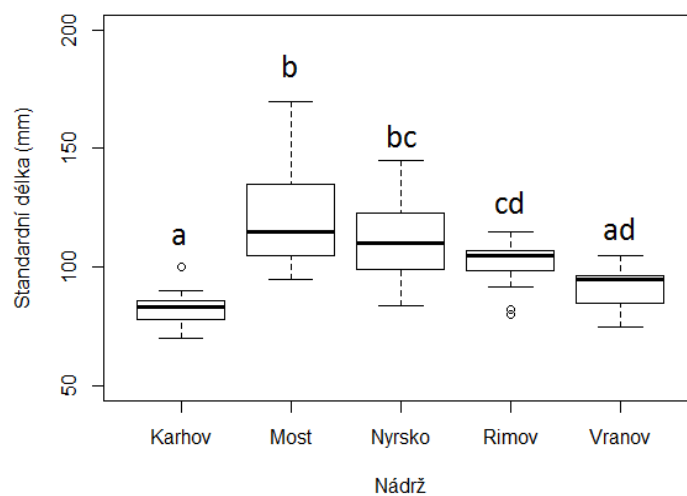 200
150
100
50
Standardní délka (mm)
a
b
bc
cd
ad
Karhov
Most
Nyrsko
Rimov
Vranov
Nádrž